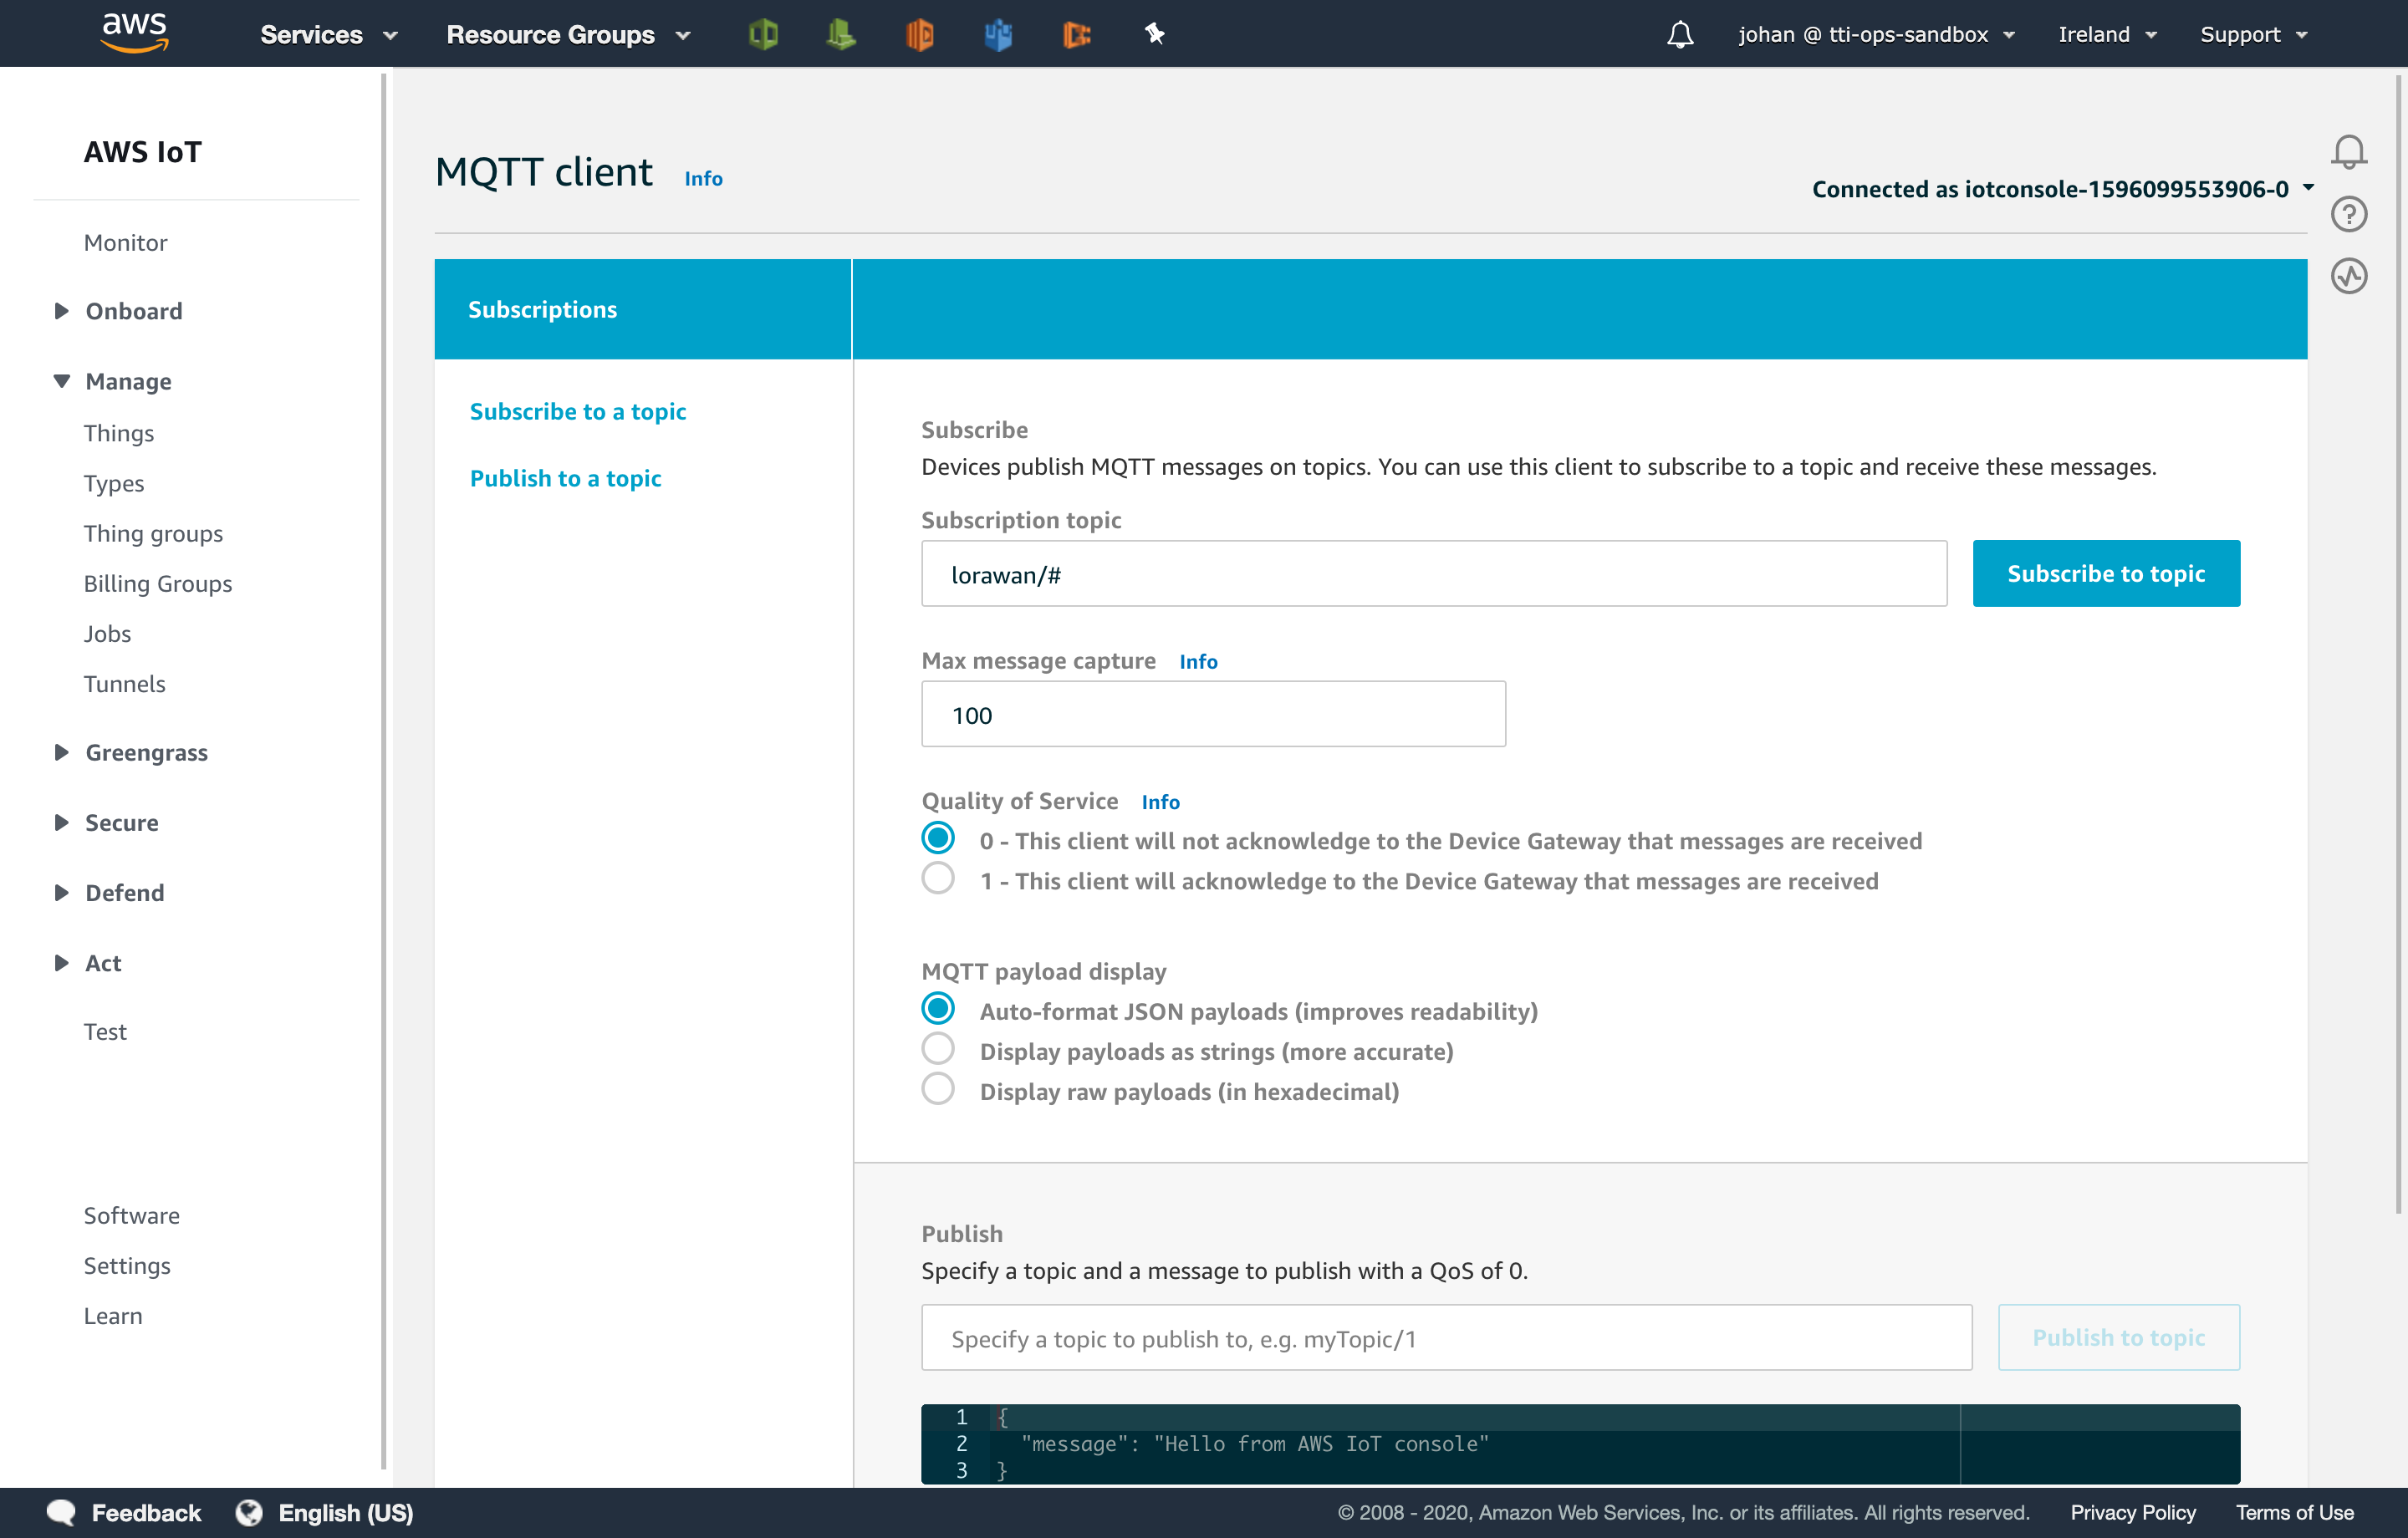 aws Services Resource Groups johan @ tti-ops-sandbox Ireland Support
AWS IoT
Monitor
Onboard
Manage
Things
Types
Thing groups
Billing Groups
Jobs
Tunnels
Greengrass
Secure
Defend
Act
Test
Software
Settings
Learn
MQTT client Info
Connected as iotconsole-1596099553906-0
Subscriptions
Subscribe to a topic
Publish to a topic
Subscribe
Devices publish MQTT messages on topics. You can use this client to subscribe to a topic and receive these messages.
Subscription topic
lorawan/# Subscribe to topic
Max message capture Info
100
Quality of Service Info
0 - This client will not acknowledge to the Device Gateway that messages are received
1 - This client will acknowledge to the Device Gateway that messages are received
MQTT payload display
Auto-format JSON payloads (improves readability)
Display payloads as strings (more accurate)
Display raw payloads (in hexadecimal)
Publish
Specify a topic and a message to publish with a QoS of 0.
Specify a topic to publish to, e.g. myTopic/1 Publish to topic
1 {
2 "message": "Hello from AWS IoT console"
3 }
Feedback English (US) © 2008 - 2020, Amazon Web Services, Inc. or its affiliates. All rights reserved. Privacy Policy Terms of Use